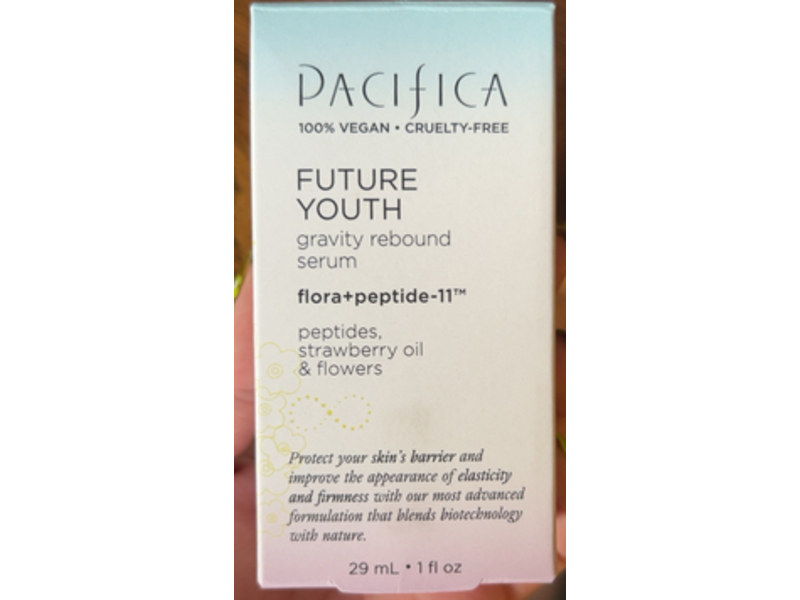 PACIFICA
100% VEGAN • CRUELTY-FREE
FUTURE
YOUTH
gravity rebound
serum
flora+peptide-11™
peptides,
strawberry oil
& flowers
Protect your skin's barrier and
improve the appearance of elasticity
and firmness with our most advanced
formulation that blends biotechnology
with nature.
29 mL • 1 fl oz